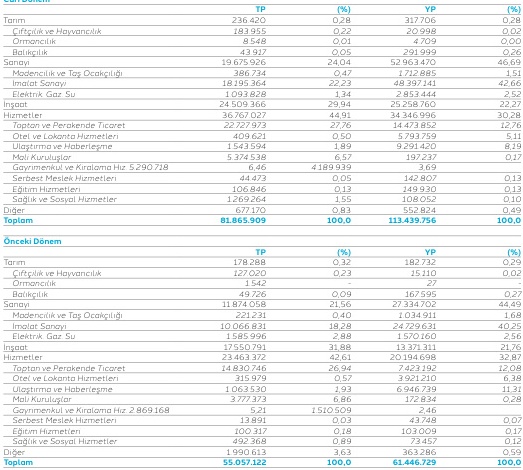 Cari Dönem
TP (%) YP (%)
Tarım 236.420 0,28 317.706 0,28
Çiftçilik ve Hayvancılık 183.955 0,22 20.998 0,02
Ormancılık 8.548 0,01 4.709 0,00
Balıkçılık 43.917 0,05 291.999 0,26
Sanayi 19.675.926 24,04 52.963.470 46,69
Madencilik ve Taş Ocakçılığı 386.734 0,47 1.712.885 1,51
İmalat Sanayi 18.195.364 22,23 48.397.141 42,66
Elektrik. Gaz. Su 1.093.828 1,34 2.853.444 2,52
İnşaat 24.509.366 29,94 25.258.760 22,27
Hizmetler 36.767.027 44,91 34.346.996 30,28
Toptan ve Perakende Ticaret 22.727.973 27,76 14.473.852 12,76
Otel ve Lokanta Hizmetleri 409.621 0,50 5.793.759 5,11
Ulaştırma ve Haberleşme 1.543.594 1,89 9.291.420 8,19
Mali Kuruluşlar 5.374.538 6,57 197.237 0,17
Gayrimenkul ve Kiralama Hiz. 5.290.718 6,46 4.189.939 3,69
Serbest Meslek Hizmetleri 44.473 0,05 142.807 0,13
Eğitim Hizmetleri 106.846 0,13 149.930 0,13
Sağlık ve Sosyal Hizmetler 1.269.264 1,55 108.052 0,10
Diğer 677.170 0,83 552.824 0,49
Toplam 81.865.909 100,0 113.439.756 100,0
Önceki Dönem
TP (%) YP (%)
Tarım 178.288 0,32 182.732 0,29
Çiftçilik ve Hayvancılık 127.020 0,23 15.110 0,02
Ormancılık 1.542 - 27 -
Balıkçılık 49.726 0,09 167.595 0,27
Sanayi 11.874.058 21,56 27.334.702 44,49
Madencilik ve Taş Ocakçılığı 221.231 0,40 1.034.911 1,68
İmalat Sanayi 10.066.831 18,28 24.729.631 40,25
Elektrik. Gaz. Su 1.585.996 2,88 1.570.160 2,56
İnşaat 17.550.791 31,88 13.371.311 21,76
Hizmetler 23.463.372 42,61 20.194.698 32,87
Toptan ve Perakende Ticaret 14.830.746 26,94 7.423.192 12,08
Otel ve Lokanta Hizmetleri 315.979 0,57 3.921.210 6,38
Ulaştırma ve Haberleşme 1.063.530 1,93 6.946.739 11,31
Mali Kuruluşlar 3.777.373 6,86 172.834 0,28
Gayrimenkul ve Kiralama Hiz. 2.869.168 5,21 1.510.509 2,46
Serbest Meslek Hizmetleri 13.891 0,03 43.748 0,07
Eğitim Hizmetleri 100.317 0,18 103.009 0,17
Sağlık ve Sosyal Hizmetler 492.368 0,89 73.457 0,12
Diğer 1.990.613 3,63 363.286 0,59
Toplam 55.057.122 100,0 61.446.729 100,0